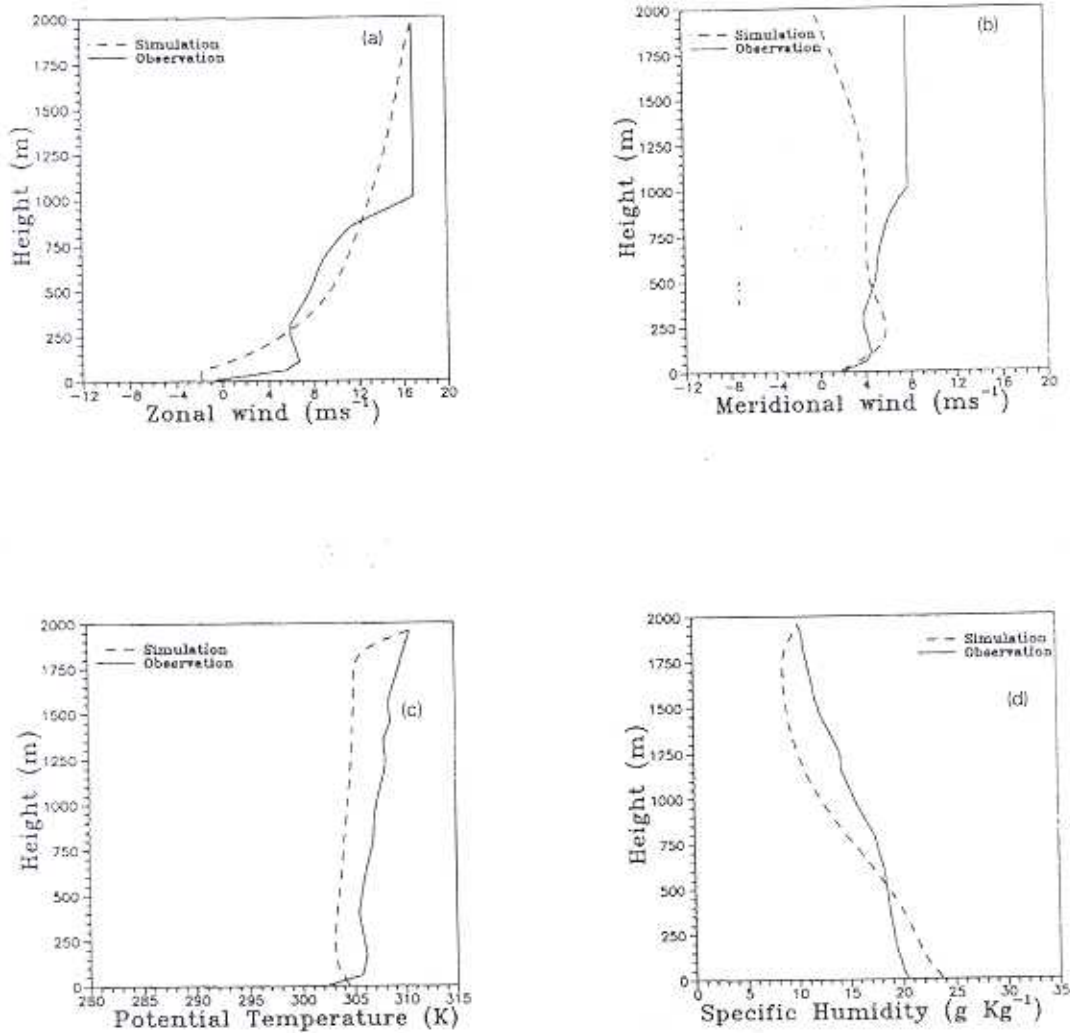 2000
1750
1500
1250
1000
750
500
250
0
Height (m)
(a)
Simulation
Observation
-12 -8 -4 0 4 8 12 16 20
Zonal wind (ms-1)
2000
1750
1500
1250
1000
750
500
250
0
Height (m)
(b)
Simulation
Observation
-12 -8 -4 0 4 8 12 16 20
Meridional wind (ms-1)
2000
1750
1500
1250
1000
750
500
250
0
Height (m)
Simulation
Observation
(c)
280 285 290 295 300 305 310 315
Potential Temperature (K)
2000
1750
1500
1250
1000
750
500
250
0
Height (m)
Simulation
Observation
(d)
0 5 10 15 20 25 30 35
Specific Humidity (g Kg-1)